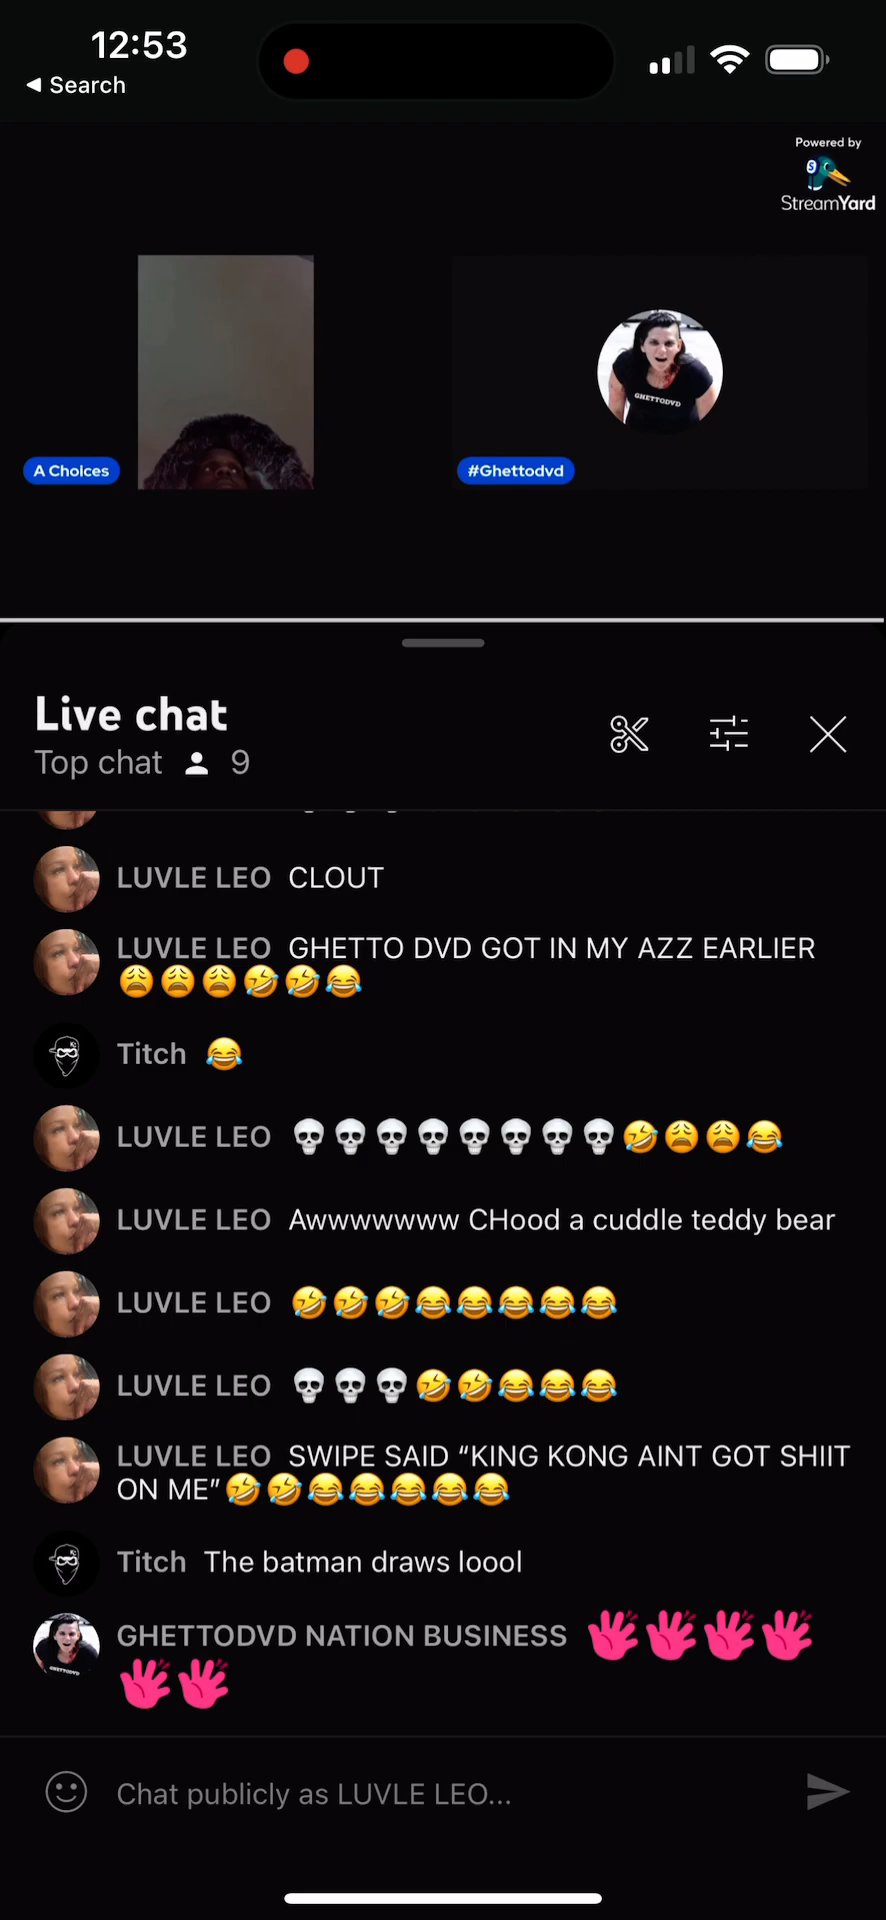 12:53
Search
Powered by
StreamYard
GHETTODVD
A Choices
#Ghettodvd
Live chat
Top chat 9
LUVLE LEO CLOUT
LUVLE LEO GHETTO DVD GOT IN MY AZZ EARLIER
😩😩😩🤣🤣😂
Titch 😂
LUVLE LEO 💀💀💀💀💀💀💀💀🤣😩😩😂
LUVLE LEO Awwwwwww CHood a cuddle teddy bear
LUVLE LEO 🤣🤣🤣😂😂😂😂😂
LUVLE LEO 💀💀💀🤣🤣😂😂😂
LUVLE LEO SWIPE SAID “KING KONG AINT GOT SHIIT
ON ME”🤣🤣😂😂😂😂😂
Titch The batman draws loool
GHETTODVD NATION BUSINESS
Chat publicly as LUVLE LEO...